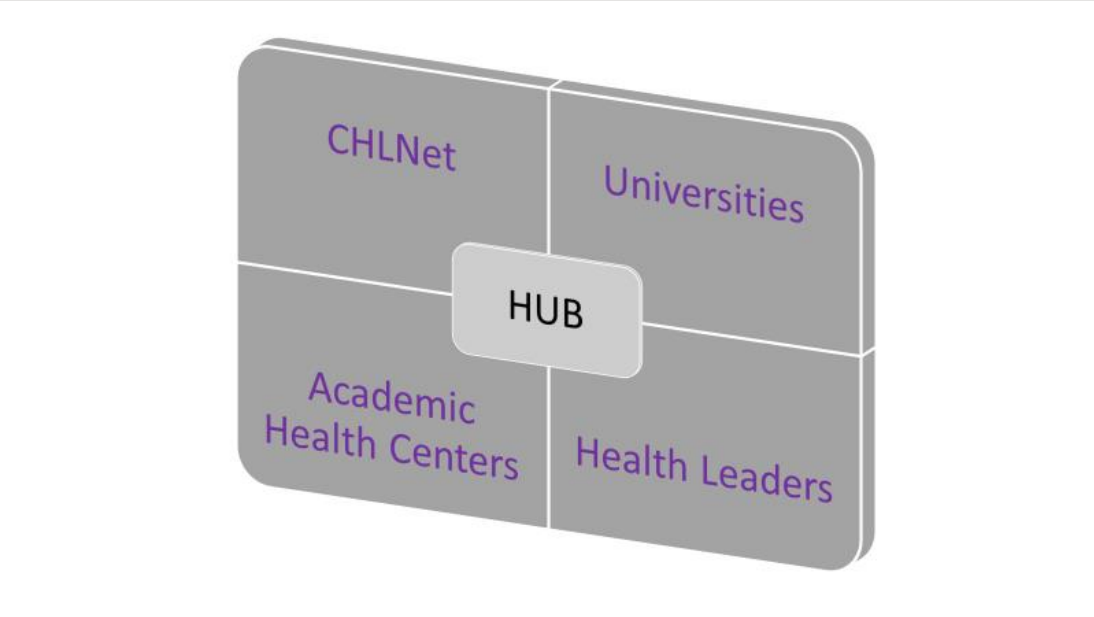 CHLNet
Universities
HUB
Academic
Health Centers
Health Leaders